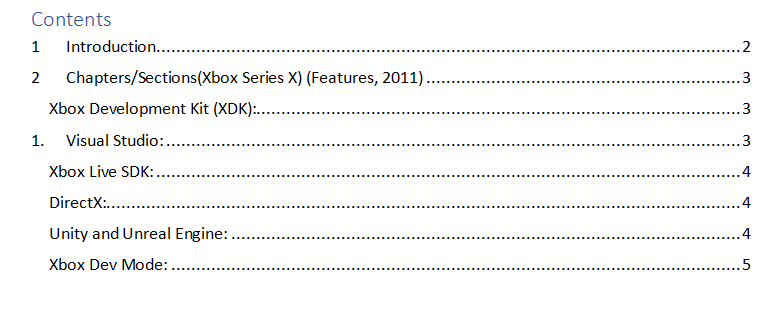 Contents
1 Introduction 2
2 Chapters/Sections(Xbox Series X) (Features, 2011) 3
Xbox Development Kit (XDK): 3
1. Visual Studio: 3
Xbox Live SDK: 4
DirectX: 4
Unity and Unreal Engine: 4
Xbox Dev Mode: 5